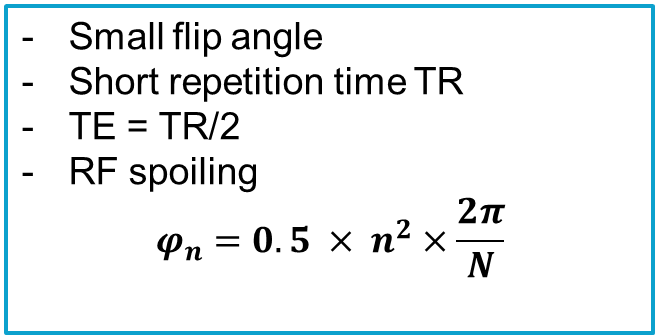 - Small flip angle
- Short repetition time TR
- TE = TR/2
- RF spoiling
φₙ = 0.5 × n² × 2π/N